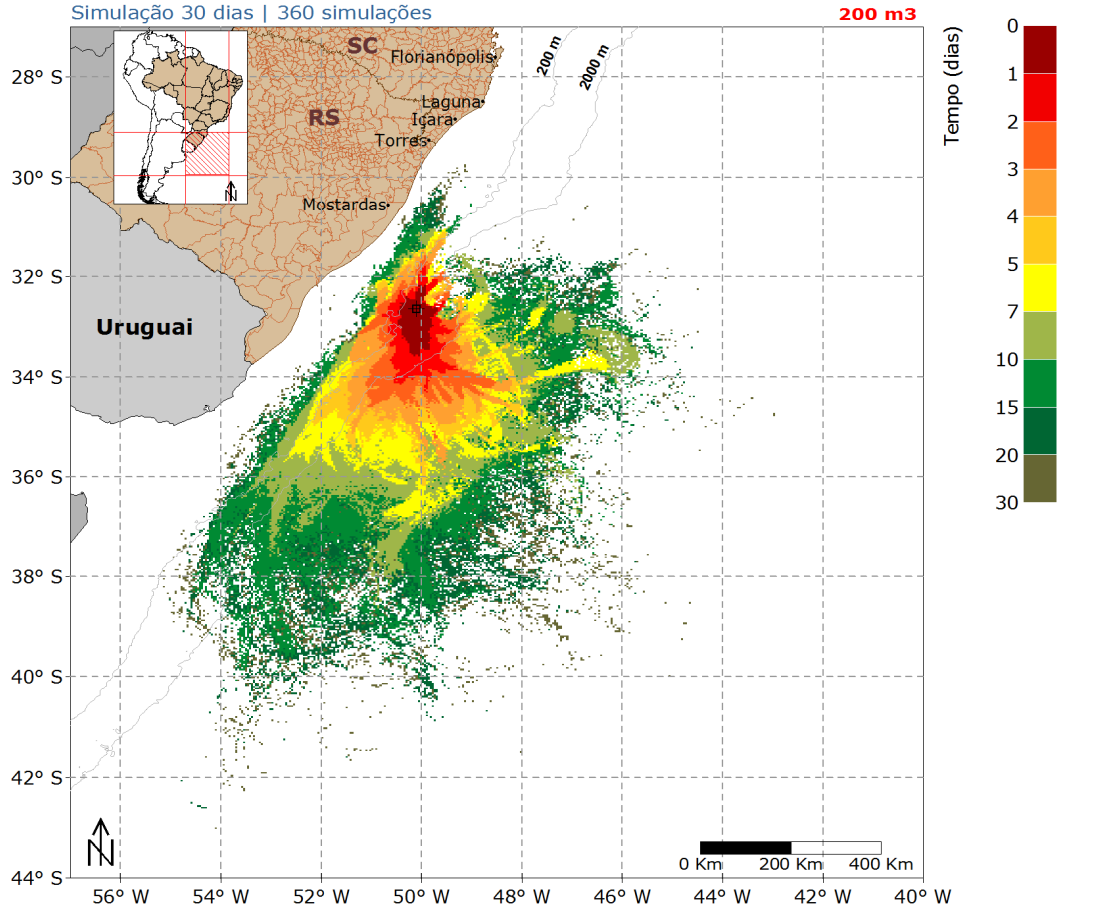 Simulação 30 dias | 360 simulações
200 m3
SC
Florianópolis
200 m
2000 m
Laguna
Içara
RS
Torres
Mostardas
Uruguai
N
N
28° S
30° S
32° S
34° S
36° S
38° S
40° S
42° S
44° S
56° W
54° W
52° W
50° W
48° W
46° W
44° W
42° W
40° W
0 Km
200 Km
400 Km
Tempo (dias)
0
1
2
3
4
5
7
10
15
20
30